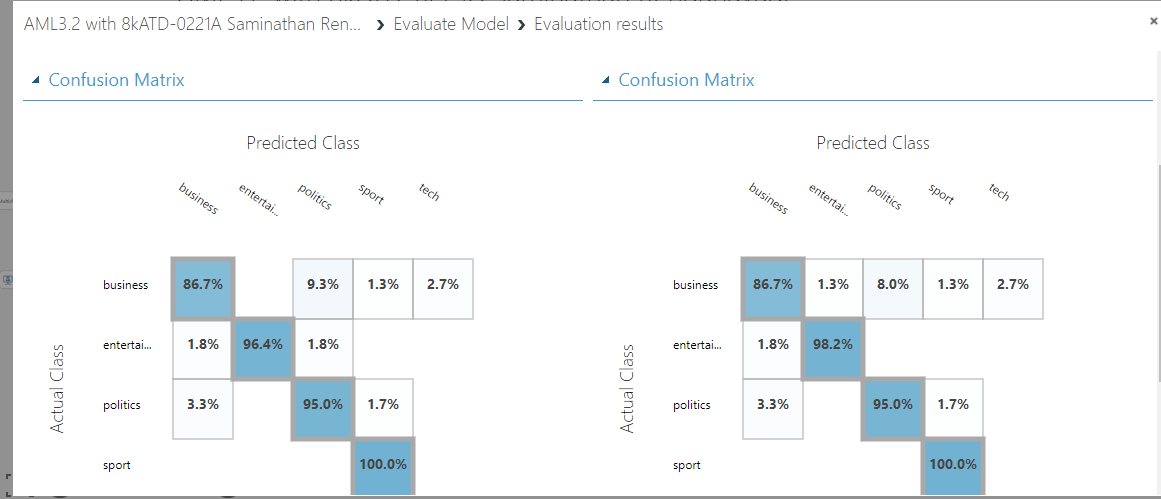 AML3.2 with 8kATD-0221A Saminathan Ren... ❯ Evaluate Model ❯ Evaluation results ×
Confusion Matrix
Predicted Class
business entertai... politics sport tech
Actual Class
business 86.7% 9.3% 1.3% 2.7%
entertai... 1.8% 96.4% 1.8%
politics 3.3% 95.0% 1.7%
sport 100.0%
Confusion Matrix
Predicted Class
business entertai... politics sport tech
Actual Class
business 86.7% 1.3% 8.0% 1.3% 2.7%
entertai... 1.8% 98.2%
politics 3.3% 95.0% 1.7%
sport 100.0%